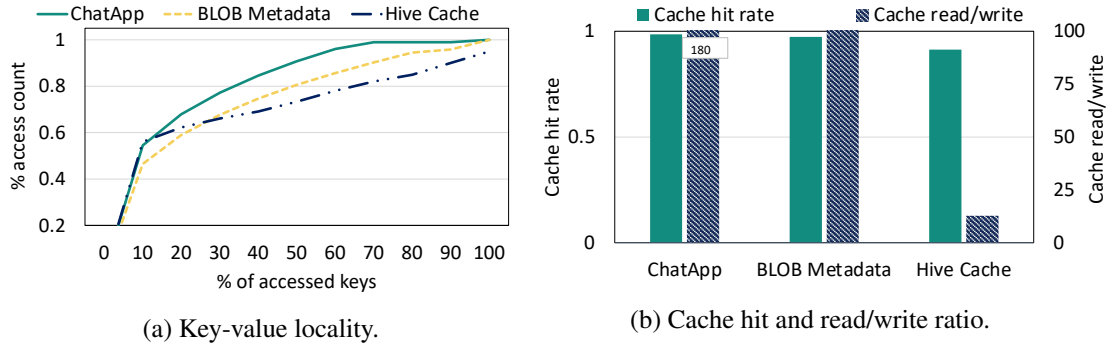 ChatApp BLOB Metadata Hive Cache
% access count
1
0.8
0.6
0.4
0.2
0 10 20 30 40 50 60 70 80 90 100
% of accessed keys
(a) Key-value locality.
Cache hit rate Cache read/write
Cache hit rate
1
0.5
0
180
100
75
50
25
0
Cache read/write
ChatApp BLOB Metadata Hive Cache
(b) Cache hit and read/write ratio.